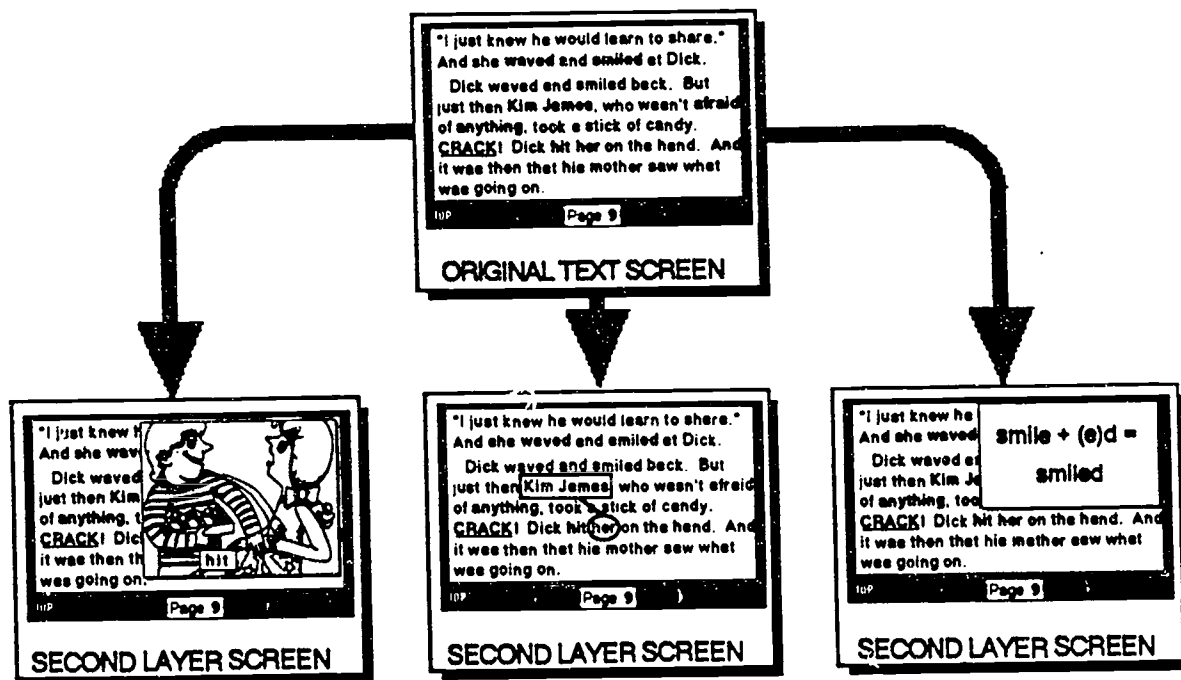 "I just knew he would learn to share."
And she waved and smiled at Dick.
Dick waved and smiled back. But
just then Kim James, who wasn't afraid
of anything, took a stick of candy.
CRACK! Dick hit her on the hand. And
it was then that his mother saw what
was going on.
TOP
Page 9
ORIGINAL TEXT SCREEN
"I just knew h
And she wav
Dick waved
just then Kim
of anything, t
CRACK! Dic
it was then th
was going on.
hit
TOP
Page 9
SECOND LAYER SCREEN
"I just knew he would learn to share."
And she waved and smiled at Dick.
Dick waved and smiled back. But
just then Kim James, who wasn't afraid
of anything, took a stick of candy.
CRACK! Dick hit her on the hand. And
it was then that his mother saw what
was going on.
TOP
Page 9
SECOND LAYER SCREEN
"I just knew he
And she waved
Dick waved a
just then Kim Ja
of anything, too
CRACK! Dick hit her on the hand. And
it was then that his mother saw what
was going on.
smile + (e)d =
smiled
TOP
Page 9
SECOND LAYER SCREEN